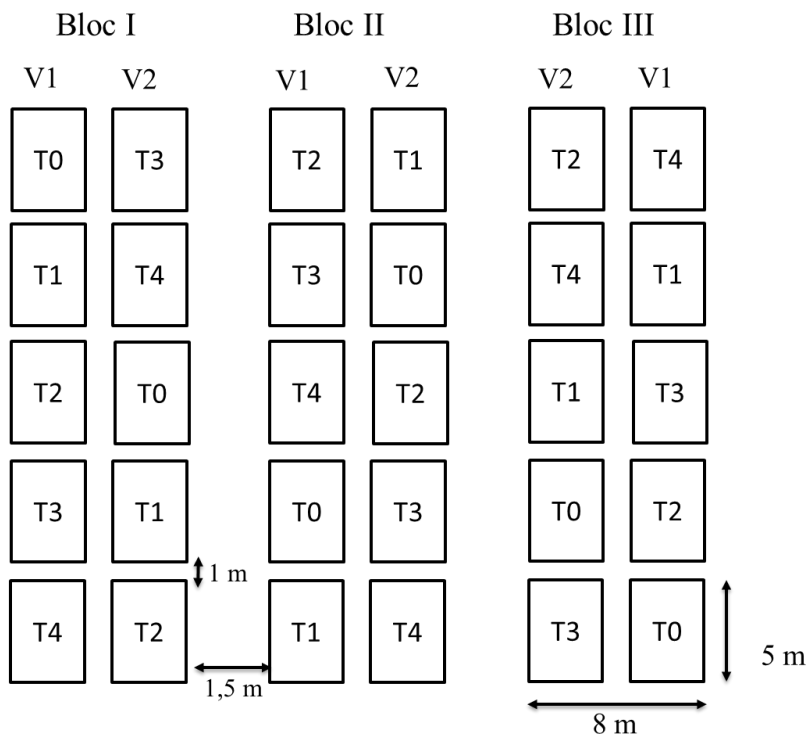 Bloc I Bloc II Bloc III
V1 V2 V1 V2 V2 V1
T0 T3 T2 T1 T2 T4
T1 T4 T3 T0 T4 T1
T2 T0 T4 T2 T1 T3
T3 T1 T0 T3 T0 T2
1 m
T4 T2 T1 T4 T3 T0
5 m
1,5 m
8 m